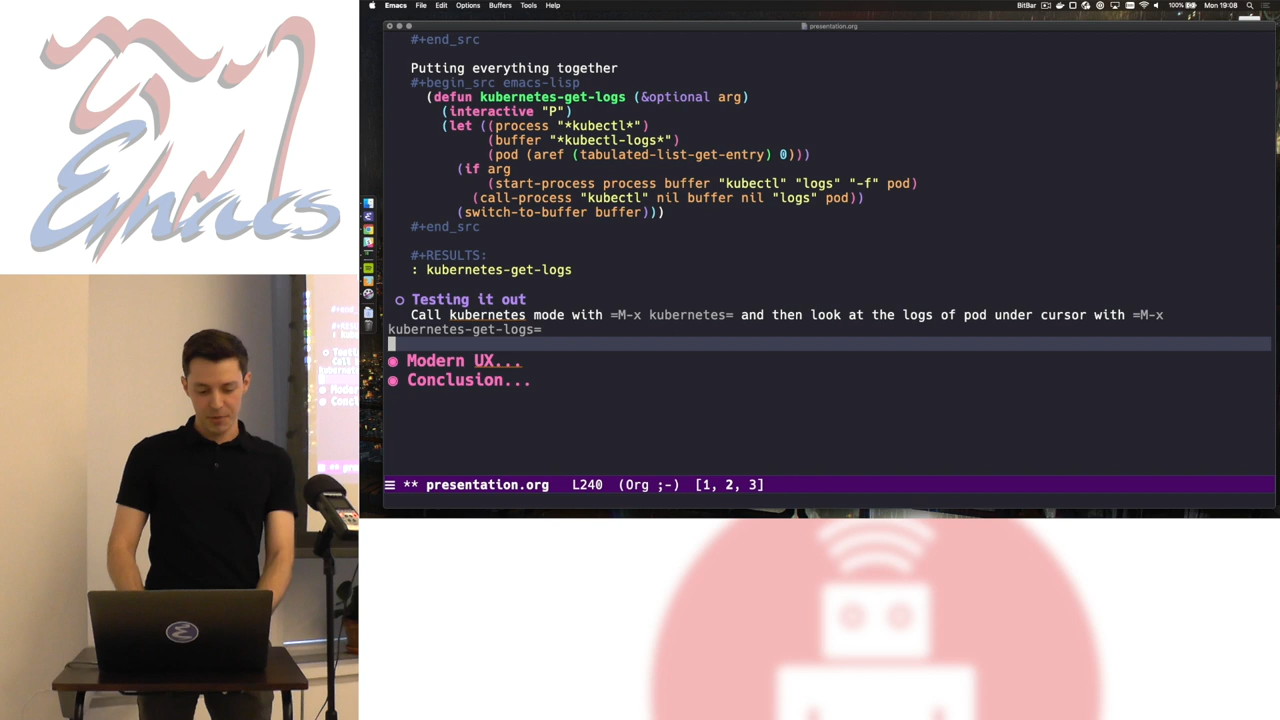 Emacs
Emacs File Edit Options Buffers Tools Help
BitBar 100% Mon 19:08
presentation.org
#+end_src
Putting everything together
#+begin_src emacs-lisp
(defun kubernetes-get-logs (&optional arg)
(interactive "P")
(let ((process "*kubectl*")
(buffer "*kubectl-logs*")
(pod (aref (tabulated-list-get-entry) 0)))
(if arg
(start-process process buffer "kubectl" "logs" "-f" pod)
(call-process "kubectl" nil buffer nil "logs" pod))
(switch-to-buffer buffer)))
#+end_src
#+RESULTS:
: kubernetes-get-logs
Testing it out
Call kubernetes mode with =M-x kubernetes= and then look at the logs of pod under cursor with =M-x
kubernetes-get-logs=
Modern UX...
Conclusion...
** presentation.org L240 (Org ;-) [1, 2, 3]